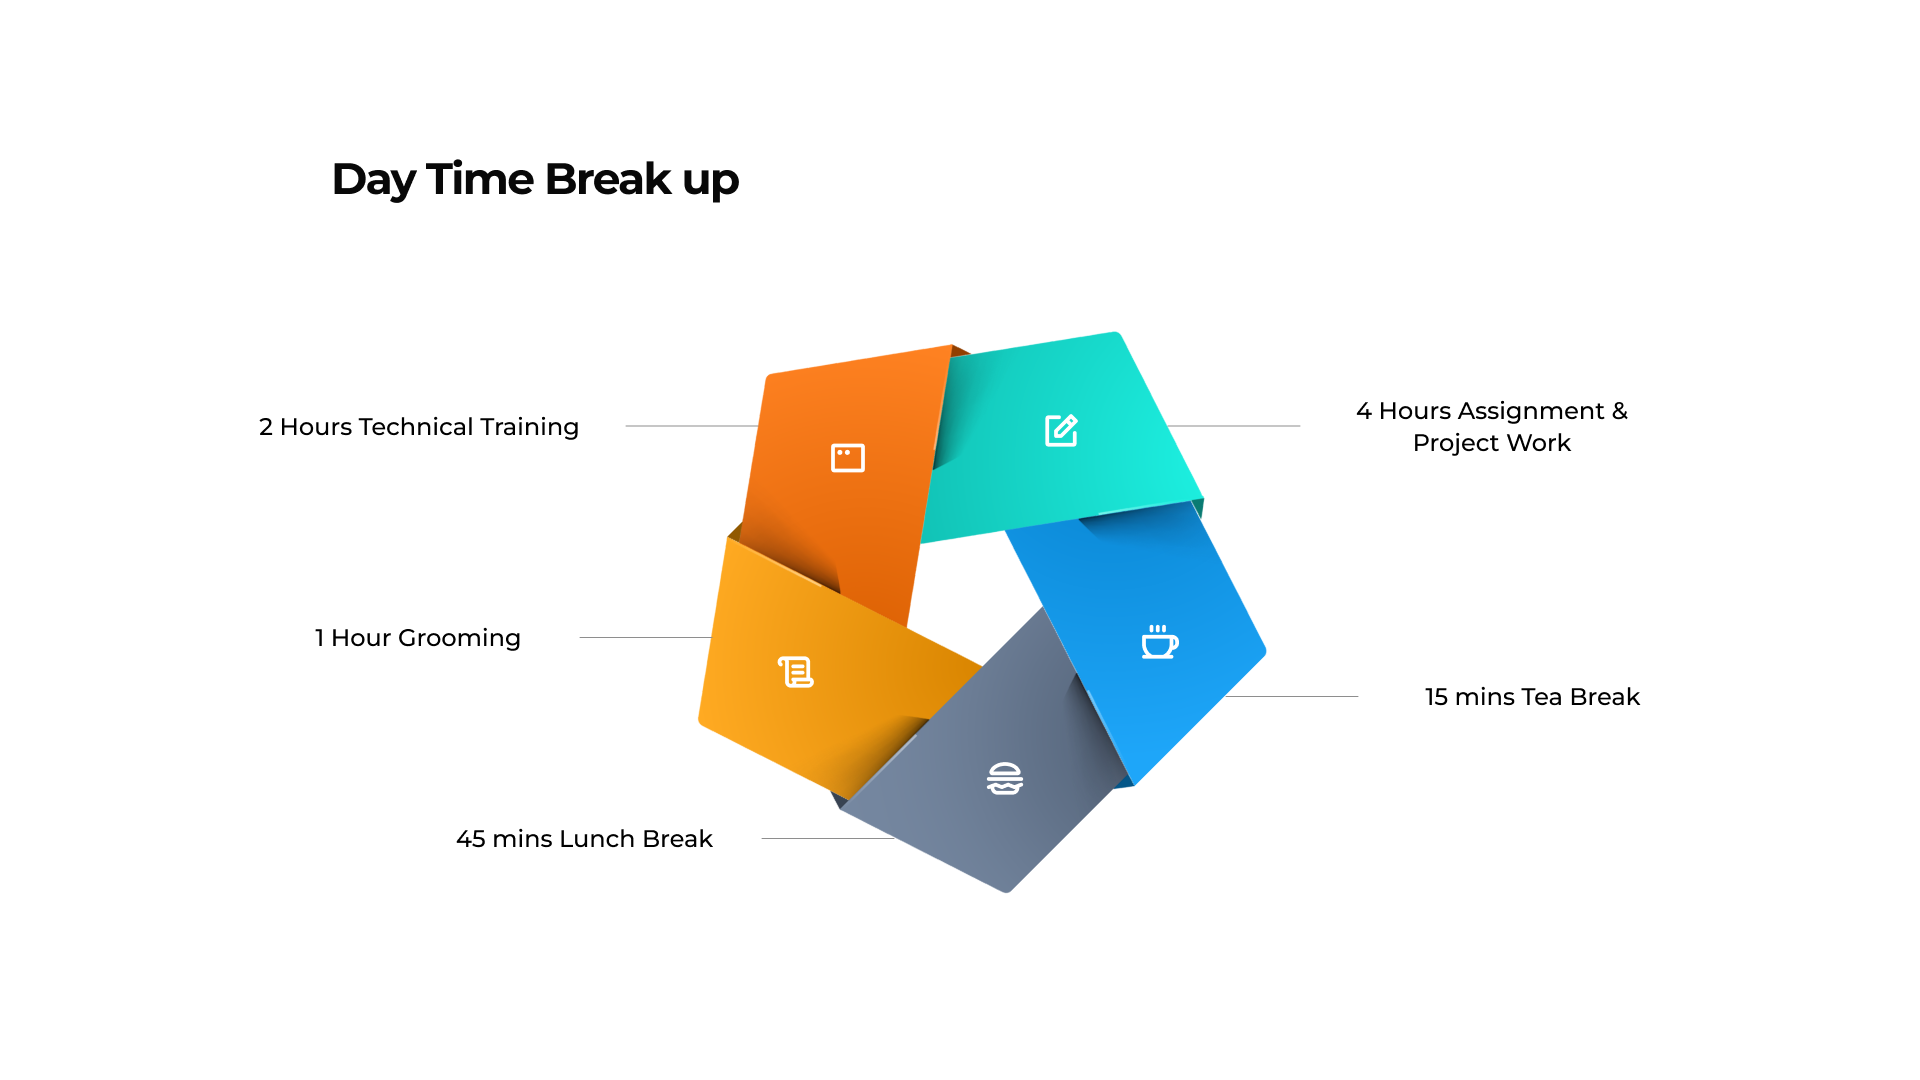 Day Time Break up
2 Hours Technical Training
4 Hours Assignment &
Project Work
1 Hour Grooming
15 mins Tea Break
45 mins Lunch Break